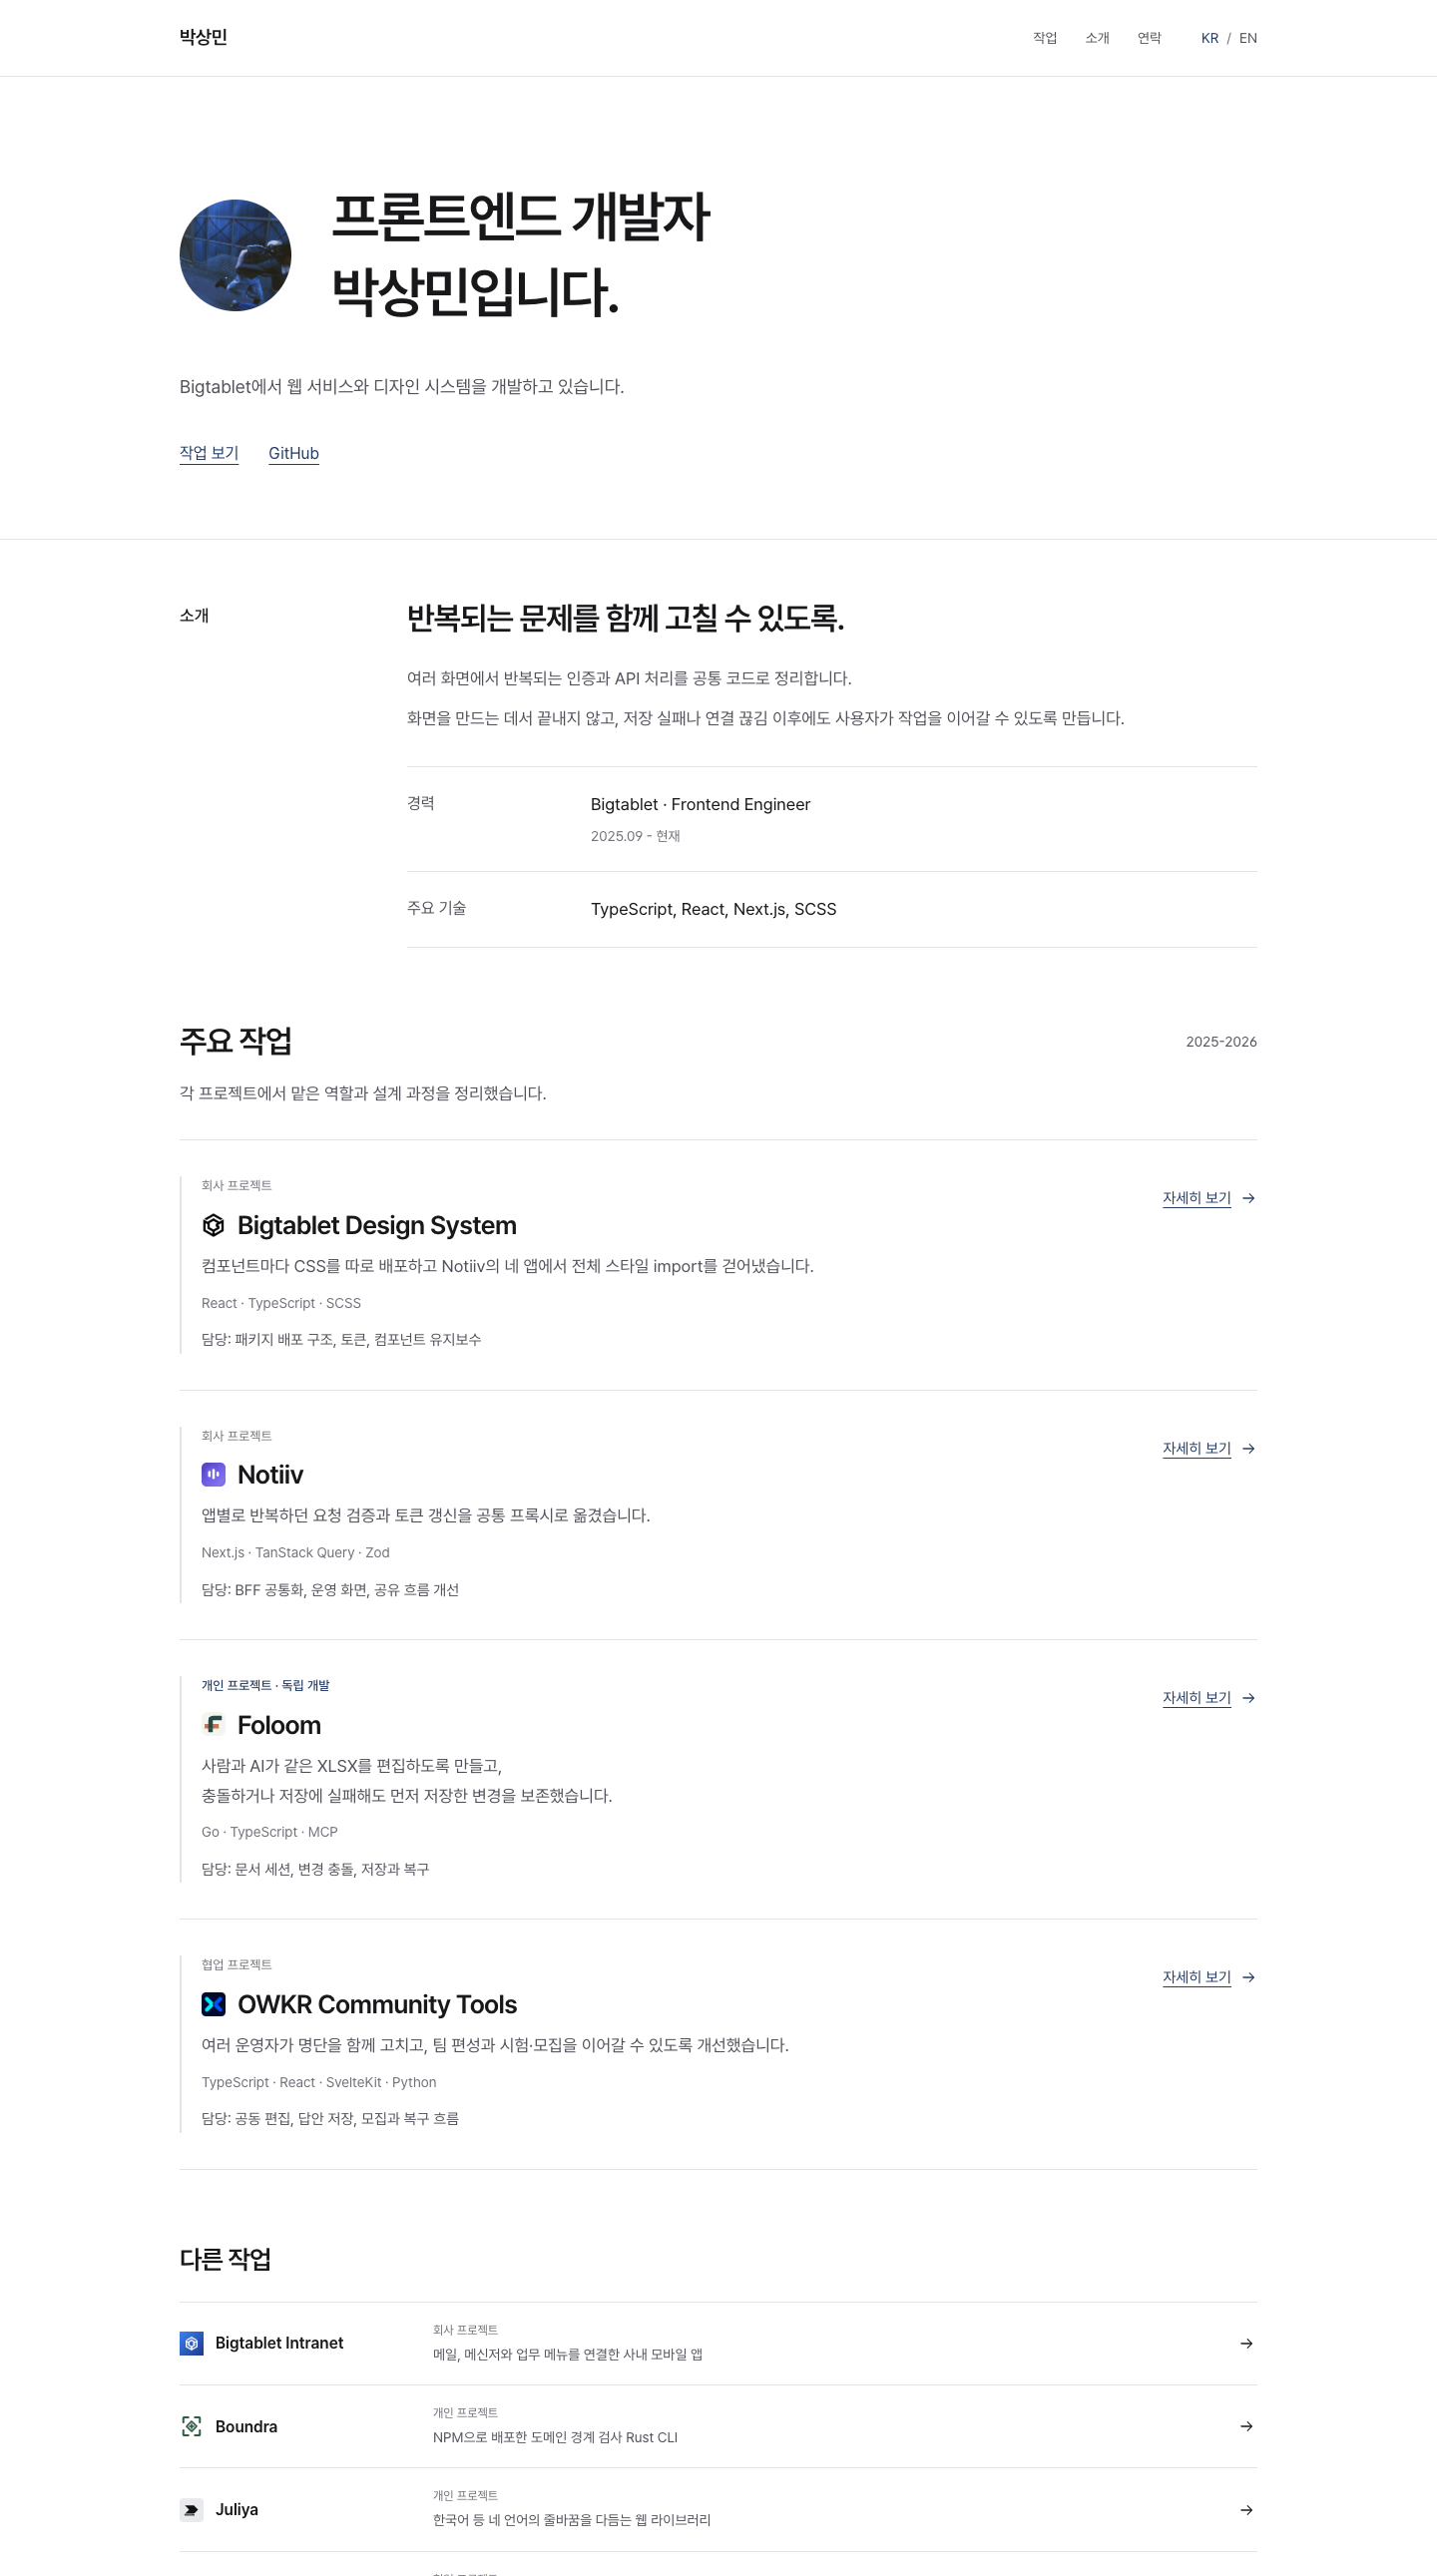 박상민
작업 소개 연락 KR / EN
프론트엔드 개발자
박상민입니다.
Bigtablet에서 웹 서비스와 디자인 시스템을 개발하고 있습니다.
작업 보기 GitHub
소개
반복되는 문제를 함께 고칠 수 있도록.
여러 화면에서 반복되는 인증과 API 처리를 공통 코드로 정리합니다.
화면을 만드는 데서 끝내지 않고, 저장 실패나 연결 끊김 이후에도 사용자가 작업을 이어갈 수 있도록 만듭니다.
경력 Bigtablet · Frontend Engineer
2025.09 - 현재
주요 기술 TypeScript, React, Next.js, SCSS
주요 작업 2025-2026
각 프로젝트에서 맡은 역할과 설계 과정을 정리했습니다.
회사 프로젝트
자세히 보기 →
Bigtablet Design System
컴포넌트마다 CSS를 따로 배포하고 Notiiv의 네 앱에서 전체 스타일 import를 걷어냈습니다.
React · TypeScript · SCSS
담당: 패키지 배포 구조, 토큰, 컴포넌트 유지보수
회사 프로젝트
자세히 보기 →
Notiiv
앱별로 반복하던 요청 검증과 토큰 갱신을 공통 프록시로 옮겼습니다.
Next.js · TanStack Query · Zod
담당: BFF 공통화, 운영 화면, 공유 흐름 개선
개인 프로젝트 · 독립 개발
자세히 보기 →
Foloom
사람과 AI가 같은 XLSX를 편집하도록 만들고,
충돌하거나 저장에 실패해도 먼저 저장한 변경을 보존했습니다.
Go · TypeScript · MCP
담당: 문서 세션, 변경 충돌, 저장과 복구
협업 프로젝트
자세히 보기 →
OWKR Community Tools
여러 운영자가 명단을 함께 고치고, 팀 편성과 시험·모집을 이어갈 수 있도록 개선했습니다.
TypeScript · React · SvelteKit · Python
담당: 공동 편집, 답안 저장, 모집과 복구 흐름
다른 작업
회사 프로젝트
Bigtablet Intranet →
메일, 메신저와 업무 메뉴를 연결한 사내 모바일 앱
개인 프로젝트
Boundra →
NPM으로 배포한 도메인 경계 검사 Rust CLI
개인 프로젝트
Juliya →
한국어 등 네 언어의 줄바꿈을 다듬는 웹 라이브러리